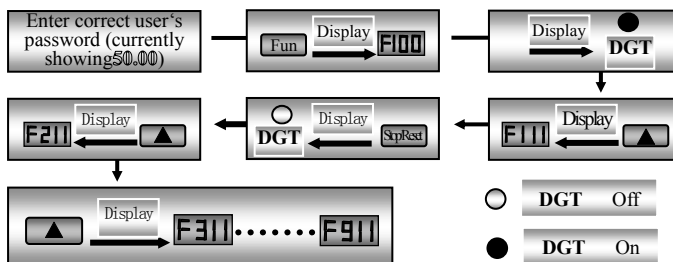 Enter correct user's
password (currently
showing50.00)
Fun
Display
F100
Display
DGT
F211
Display
▲
DGT
Display
Stop/Reset
F111
Display
▲
▲
Display
F311.......F911
DGT Off
DGT On